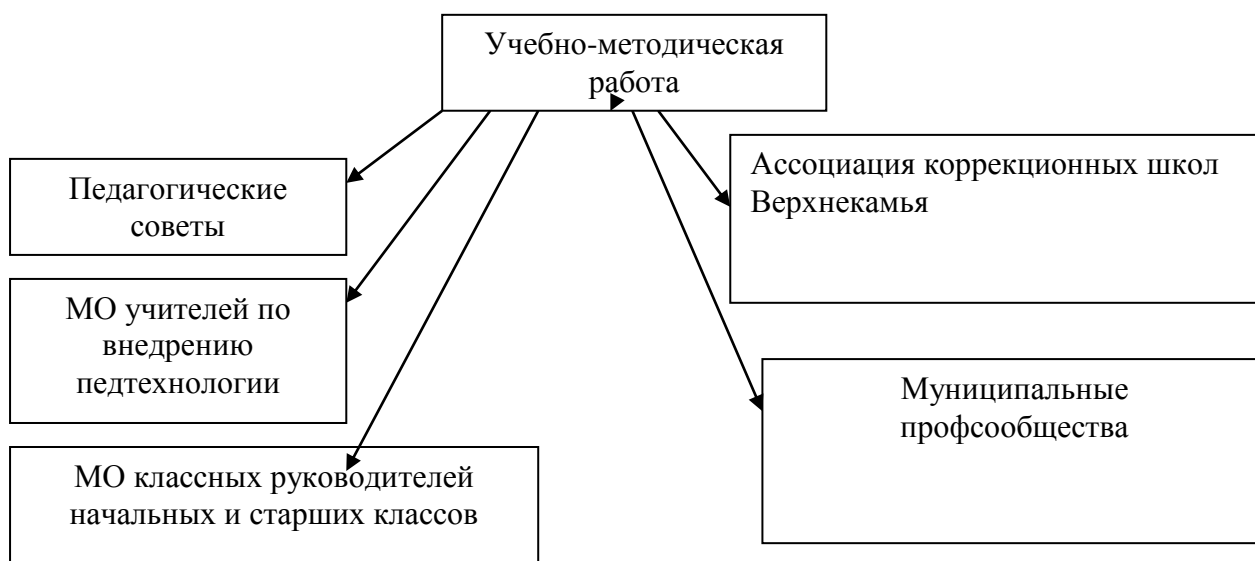 Учебно-методическая
работа
Педагогические
советы
МО учителей по
внедрению
педтехнологии
МО классных руководителей
начальных и старших классов
Ассоциация коррекционных школ
Верхнекамья
Муниципальные
профсообщества